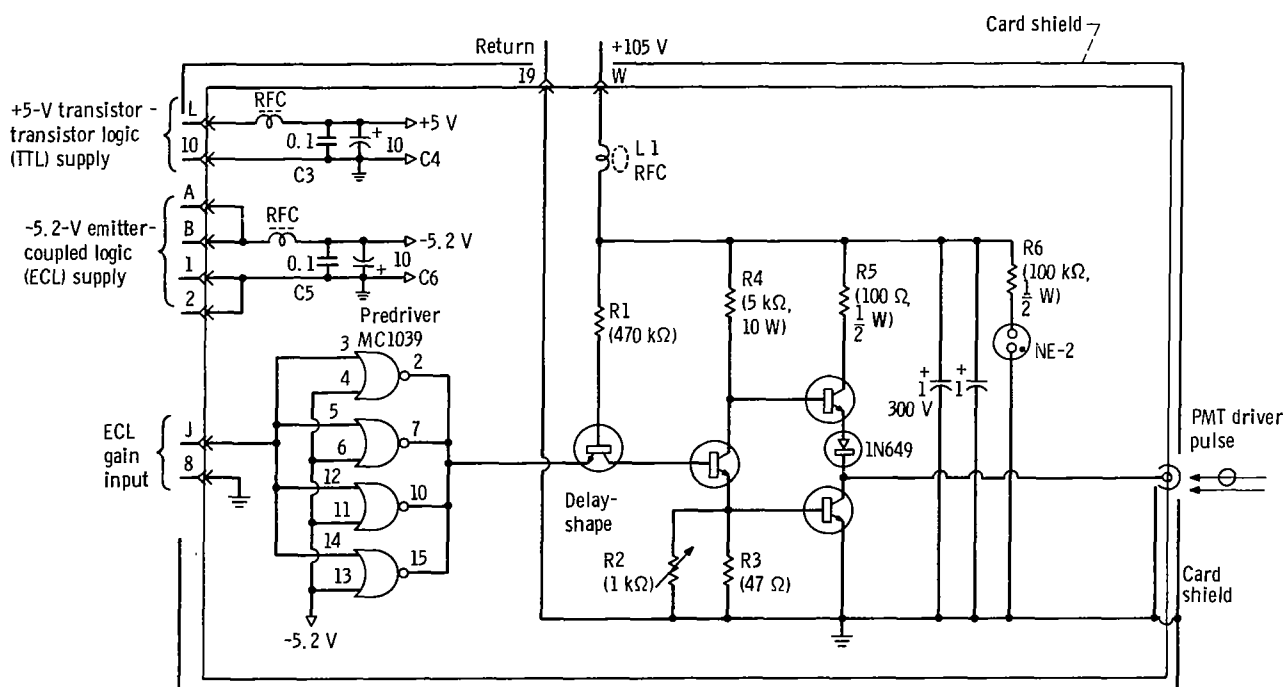 Card shield
Return
+105 V
19
W
+5-V transistor -
transistor logic
(TTL) supply
L
10
RFC
0.1
+
10
+5 V
C4
C3
L1
RFC
-5.2-V emitter-
coupled logic
(ECL) supply
A
B
1
2
RFC
0.1
+
10
-5.2 V
C6
C5
R1
(470 kΩ)
R4
(5 kΩ,
10 W)
R5
(100 Ω,
1/2 W)
R6
(100 kΩ,
1/2 W)
NE-2
+
1
300 V
+
1
Predriver
MC1039
3
4
2
5
6
7
12
11
10
14
13
15
-5.2 V
ECL
gain
input
J
8
Delay-
shape
1N649
PMT driver
pulse
R2
(1 kΩ)
R3
(47 Ω)
Card
shield